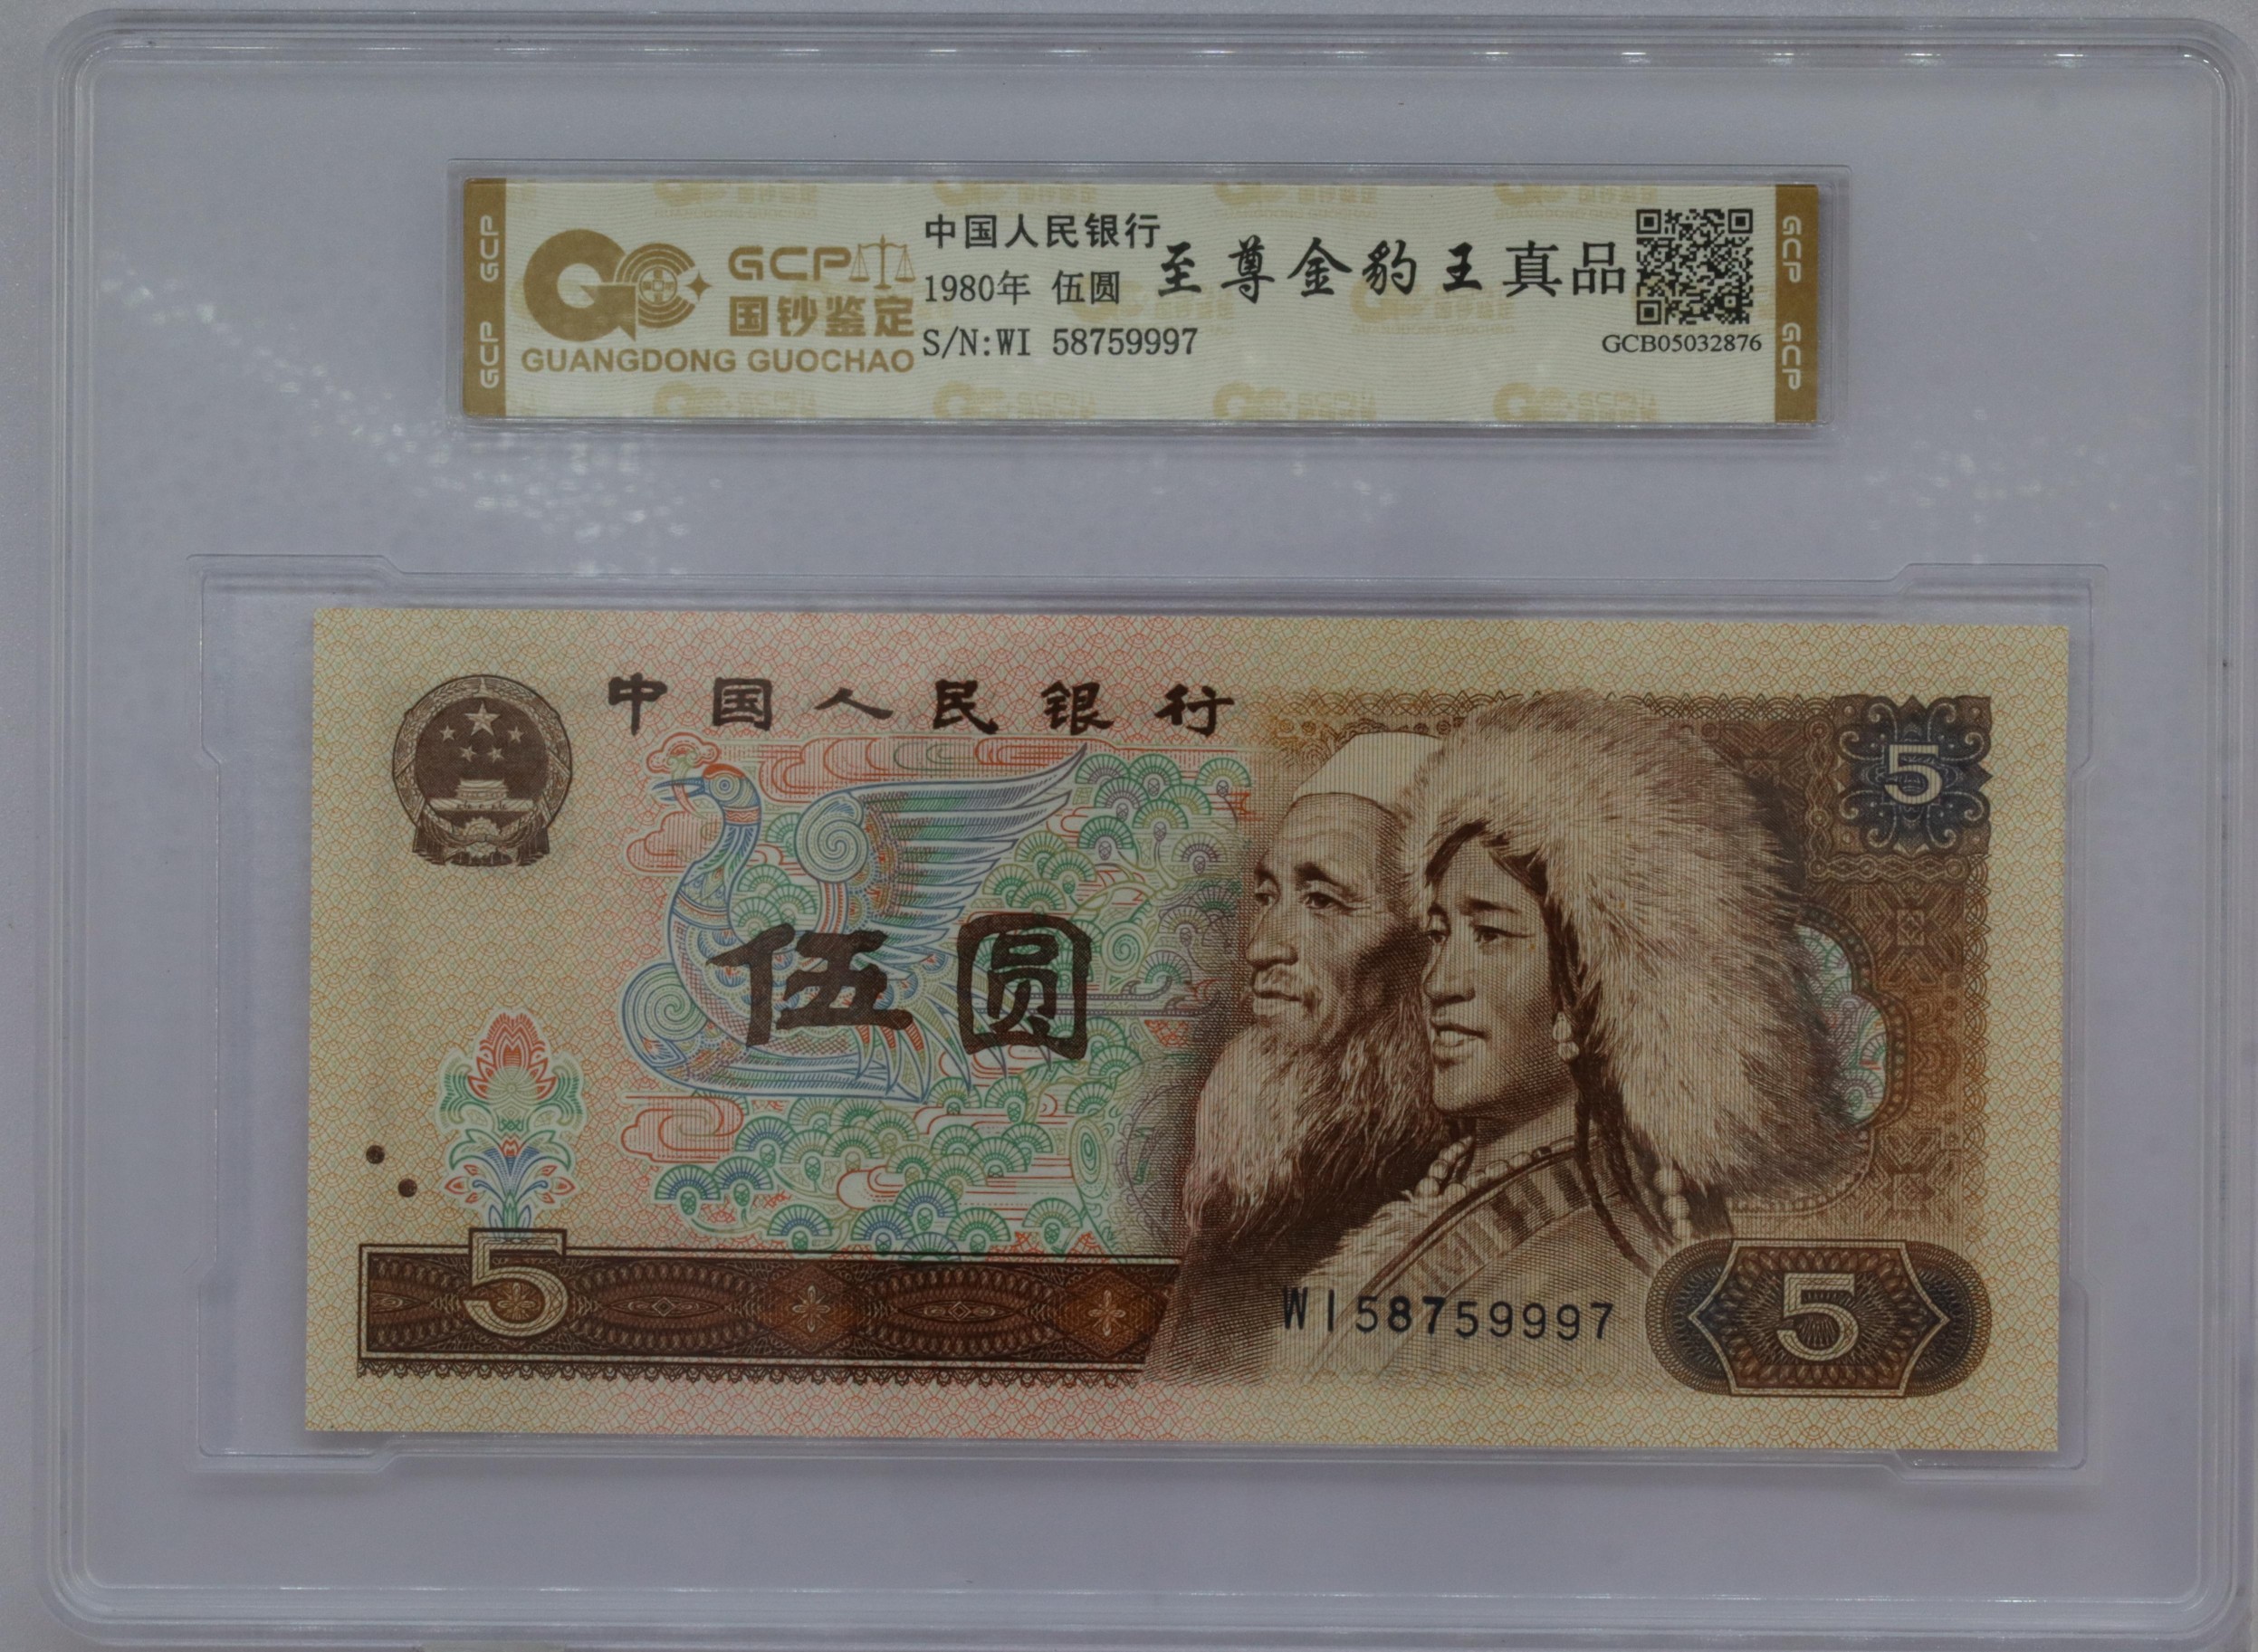 GCP GCP
GCP
国钞鉴定
GUANGDONG GUOCHAO
中国人民银行
1980年 伍圆
S/N:WI 58759997
至尊金豹王真品
GCB05032876
GCP GCP
中国人民银行
5
伍圆
5
WI58759997
5